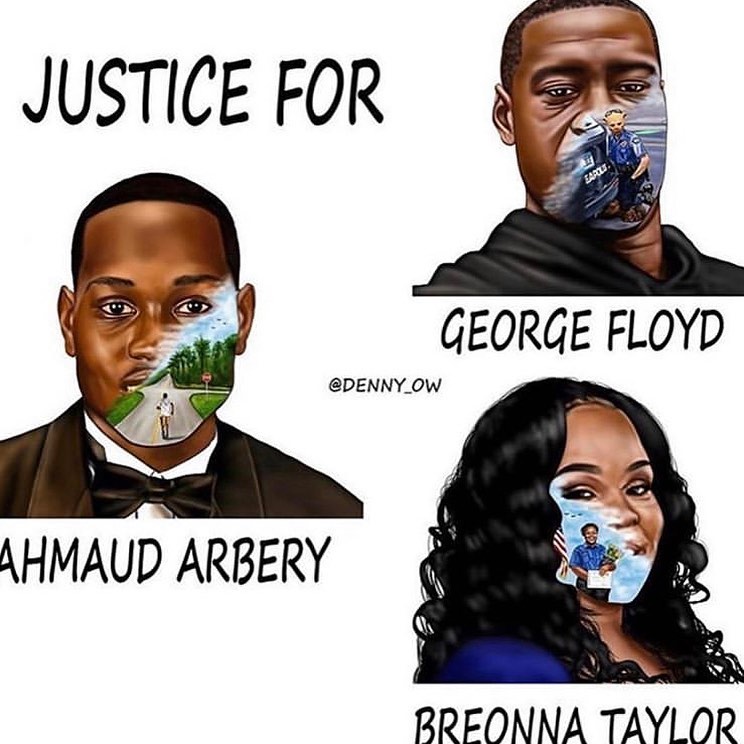 JUSTICE FOR
GEORGE FLOYD
@DENNY_OW
AHMAUD ARBERY
BREONNA TAYLOR